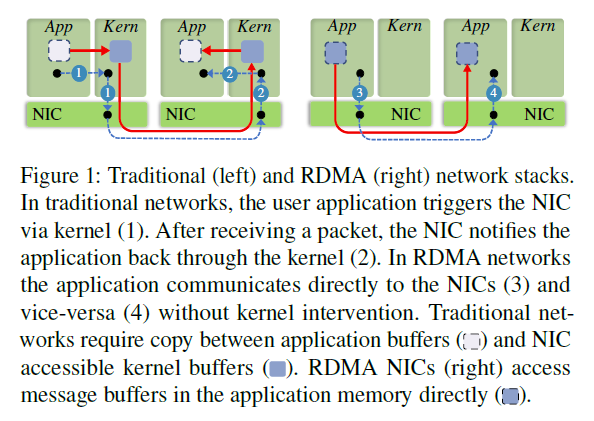 App Kern App Kern App Kern App Kern
1 2
1 2 3 4
NIC NIC NIC NIC
Figure 1: Traditional (left) and RDMA (right) network stacks.
In traditional networks, the user application triggers the NIC
via kernel (1). After receiving a packet, the NIC notifies the
application back through the kernel (2). In RDMA networks
the application communicates directly to the NICs (3) and
vice-versa (4) without kernel intervention. Traditional net-
works require copy between application buffers ( ) and NIC
accessible kernel buffers ( ). RDMA NICs (right) access
message buffers in the application memory directly ( ).